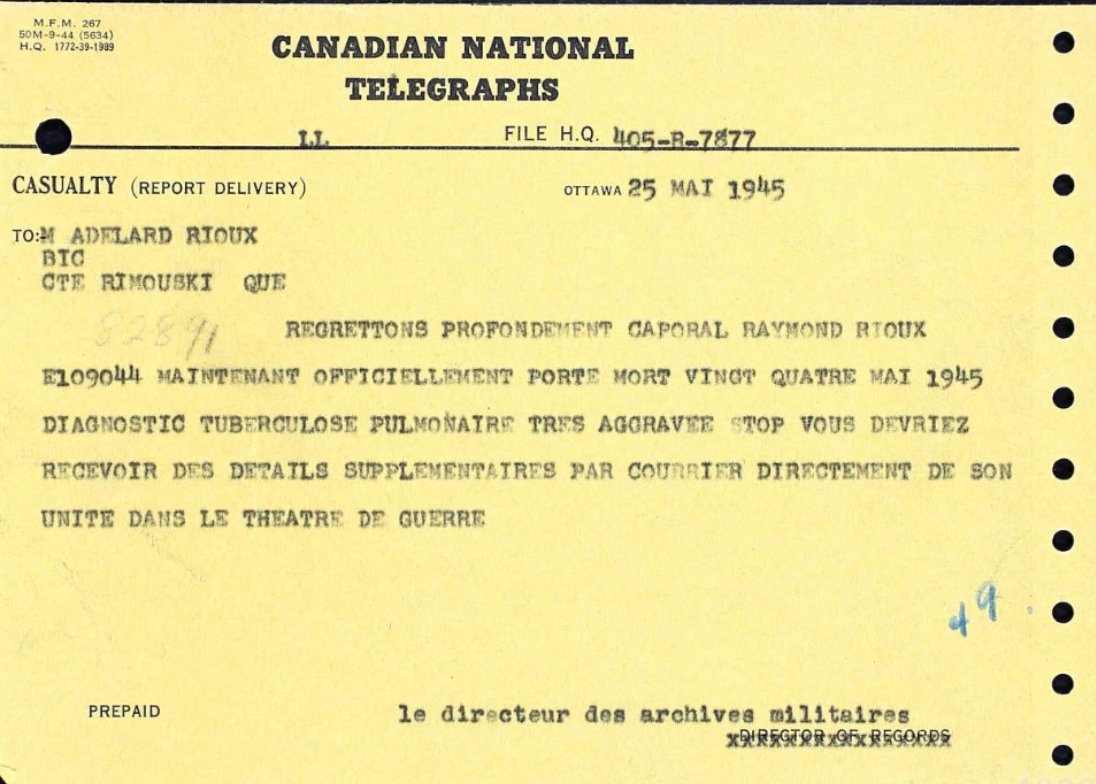 M.F.M. 267
50M-9-44 (5634)
H.Q. 1772-39-1989
CANADIAN NATIONAL
TELEGRAPHS
LL FILE H.Q. 405-R-7877
CASUALTY (REPORT DELIVERY) OTTAWA 25 MAI 1945
TO: M ADELARD RIOUX
BIC
CTE RIMOUSKI QUE
82891
REGRETTONS PROFONDEMENT CAPORAL RAYMOND RIOUX
E109044 MAINTENANT OFFICIELLEMENT PORTE MORT VINGT QUATRE MAI 1945
DIAGNOSTIC TUBERCULOSE PULMONAIRE TRES AGGRAVEE STOP VOUS DEVRIEZ
RECEVOIR DES DETAILS SUPPLEMENTAIRES PAR COURRIER DIRECTEMENT DE SON
UNITE DANS LE THEATRE DE GUERRE
49.
PREPAID le directeur des archives militaires
DIRECTOR OF RECORDS